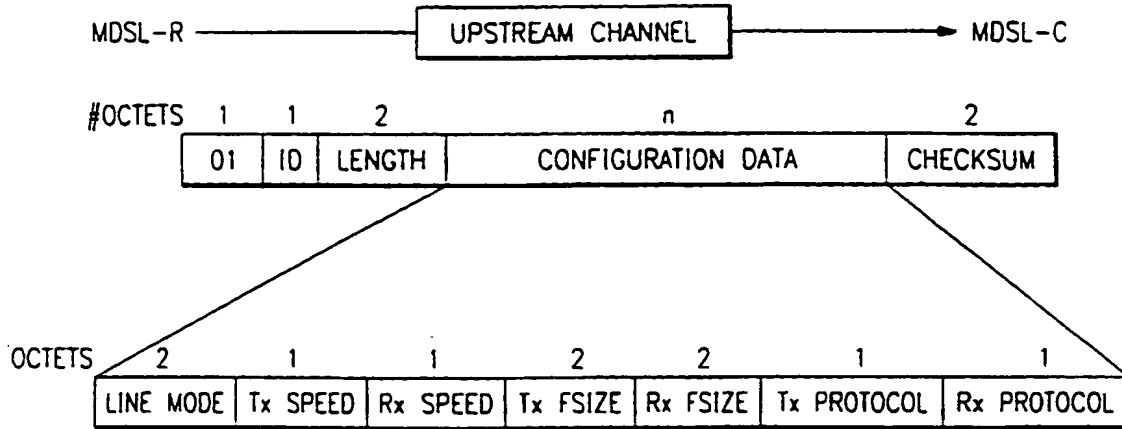 MDSL-R UPSTREAM CHANNEL MDSL-C
#OCTETS 1 1 2 n 2
01 ID LENGTH CONFIGURATION DATA CHECKSUM
OCTETS 2 1 1 2 2 1 1
LINE MODE Tx SPEED Rx SPEED Tx FSIZE Rx FSIZE Tx PROTOCOL Rx PROTOCOL